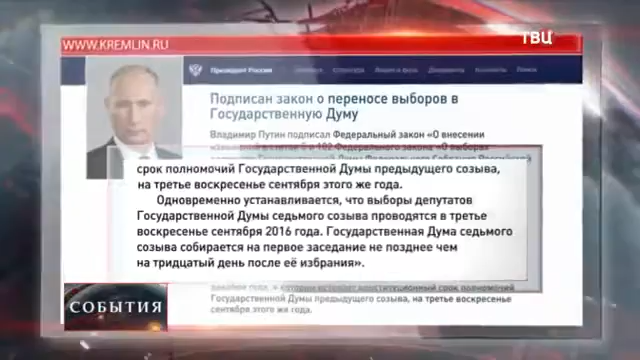 WWW.KREMLIN.RU
ТВЦ
Президент России
Подписан закон о переносе выборов в
Государственную Думу
Владимир Путин подписал Федеральный закон «О внесении
срок полномочий Государственной Думы предыдущего созыва,
на третье воскресенье сентября этого же года.
Одновременно устанавливается, что выборы депутатов
Государственной Думы седьмого созыва проводятся в третье
воскресенье сентября 2016 года. Государственная Дума седьмого
созыва собирается на первое заседание не позднее чем
на тридцатый день после её избрания».
конституционный срок полномочий
Государственной Думы предыдущего созыва, на третье воскресенье
сентября этого же года.
СОБЫТИЯ